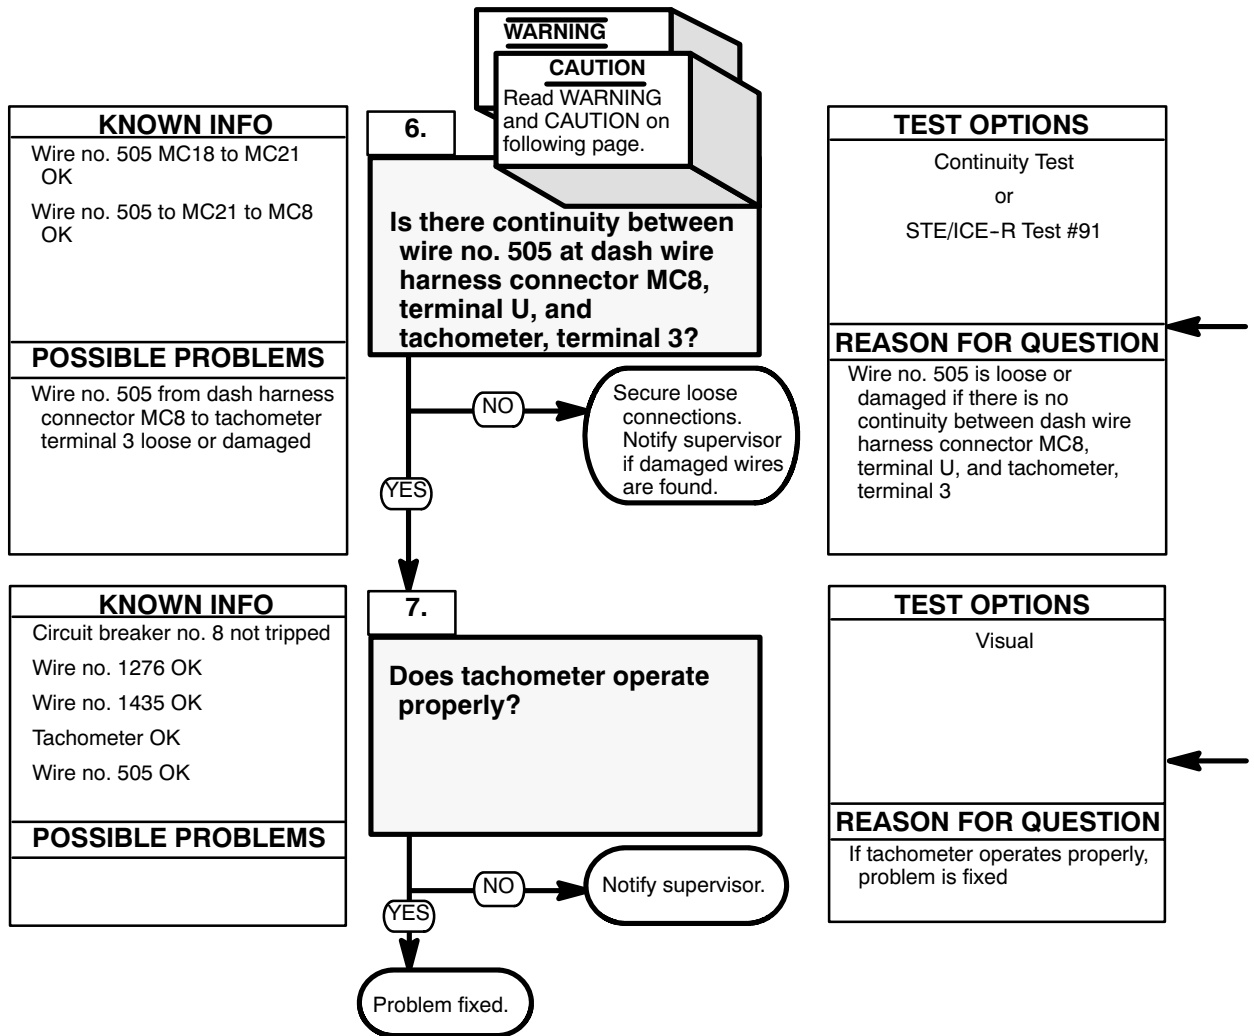 WARNING
CAUTION
Read WARNING
and CAUTION on
following page.
KNOWN INFO
Wire no. 505 MC18 to MC21
OK
Wire no. 505 to MC21 to MC8
OK
POSSIBLE PROBLEMS
Wire no. 505 from dash harness
connector MC8 to tachometer
terminal 3 loose or damaged
6.
Is there continuity between
wire no. 505 at dash wire
harness connector MC8,
terminal U, and
tachometer, terminal 3?
NO
Secure loose
connections.
Notify supervisor
if damaged wires
are found.
YES
TEST OPTIONS
Continuity Test
or
STE/ICE-R Test #91
REASON FOR QUESTION
Wire no. 505 is loose or
damaged if there is no
continuity between dash wire
harness connector MC8,
terminal U, and tachometer,
terminal 3
KNOWN INFO
Circuit breaker no. 8 not tripped
Wire no. 1276 OK
Wire no. 1435 OK
Tachometer OK
Wire no. 505 OK
POSSIBLE PROBLEMS
7.
Does tachometer operate
properly?
NO
Notify supervisor.
YES
Problem fixed.
TEST OPTIONS
Visual
REASON FOR QUESTION
If tachometer operates properly,
problem is fixed